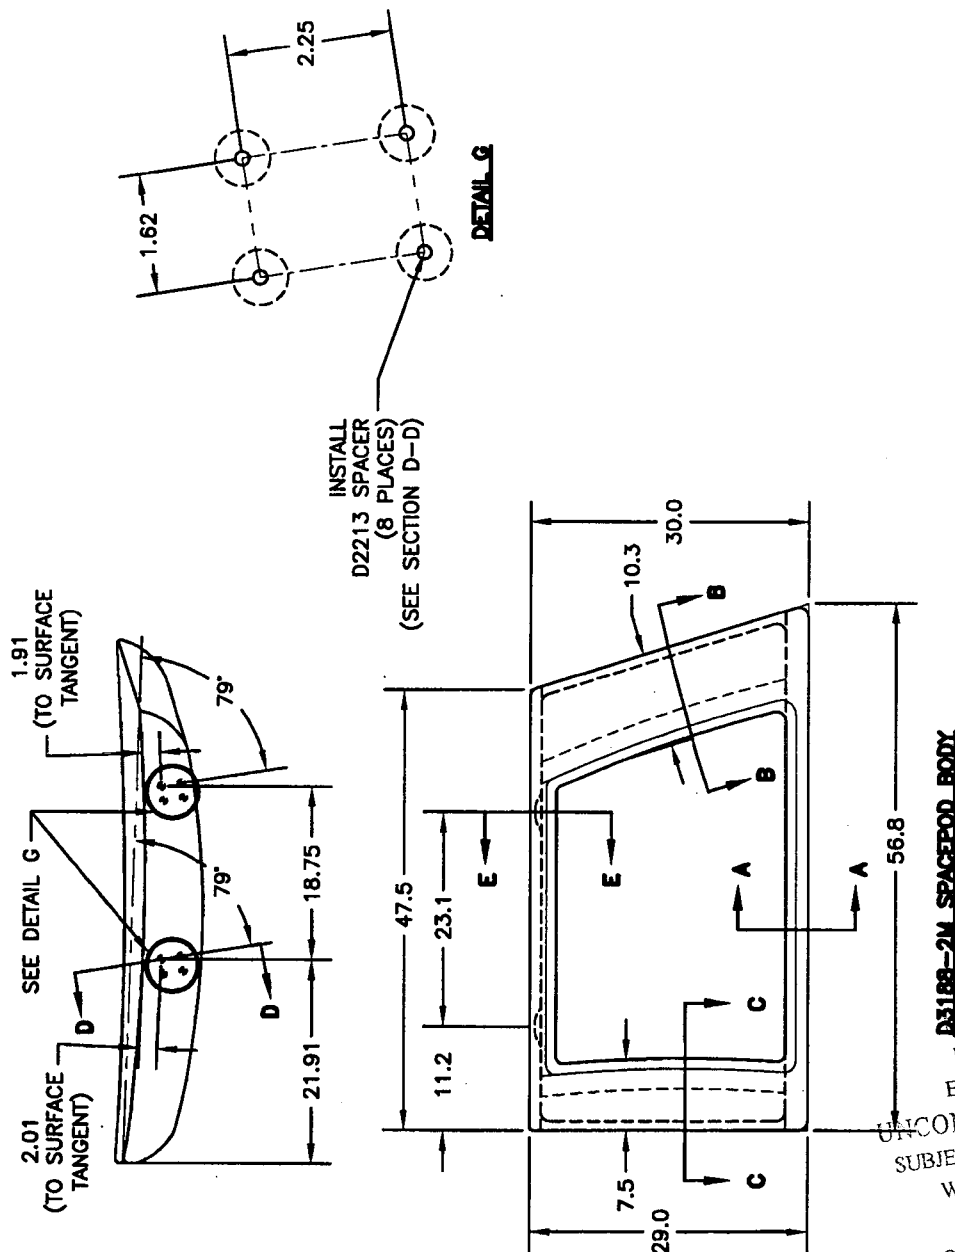 1.91
(TO SURFACE
TANGENT)
79°
SEE DETAIL G
79°
18.75
D
D
2.01
(TO SURFACE
TANGENT)
21.91
1.62
2.25
DETAIL G
INSTALL
D2213 SPACER
(8 PLACES)
(SEE SECTION D-D)
47.5
23.1
11.2
E
E
10.3
30.0
B
B
A
A
C
C
7.5
29.0
56.8
D3188-2M SPACEPOD BODY